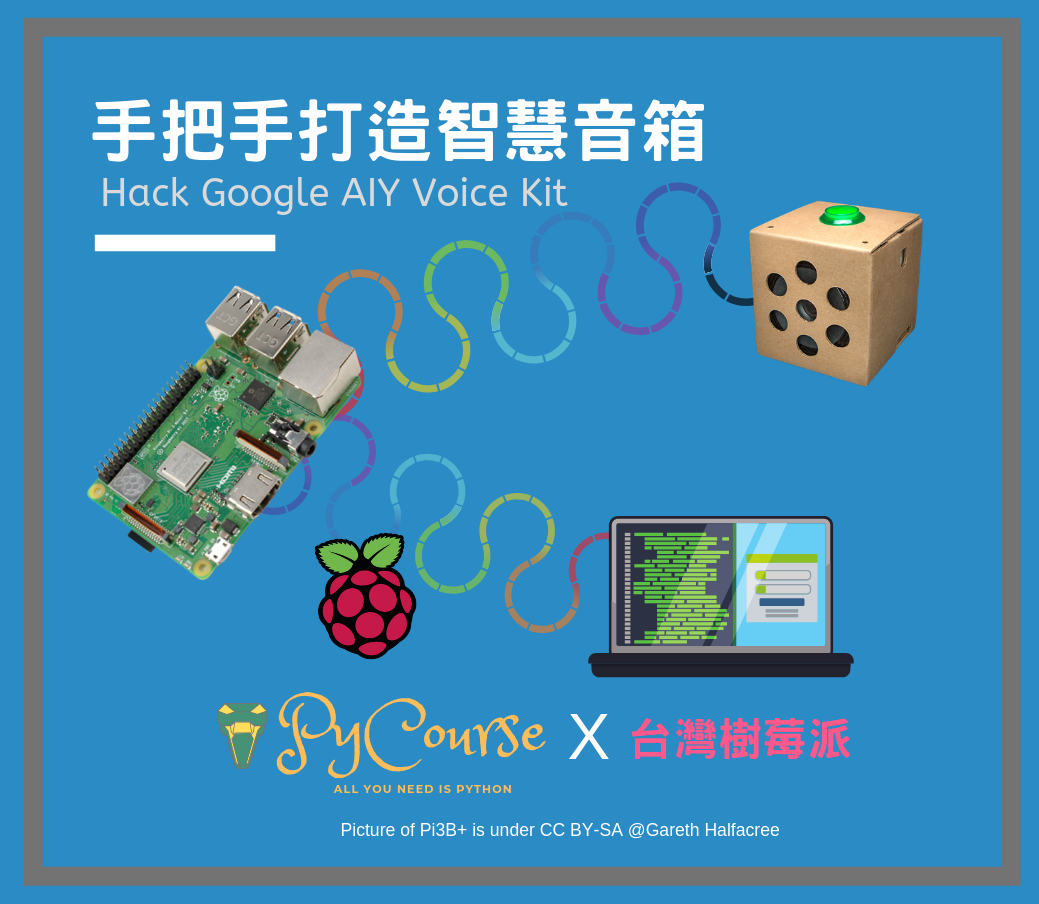 手把手打造智慧音箱
Hack Google AIY Voice Kit
PyCourse X 台灣樹莓派
ALL YOU NEED IS PYTHON
Picture of Pi3B+ is under CC BY-SA @Gareth Halfacree